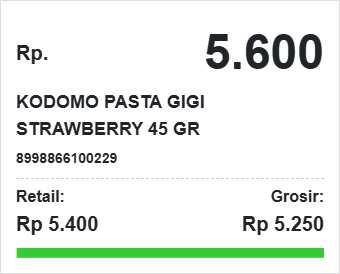 Rp. 5.600
KODOMO PASTA GIGI
STRAWBERRY 45 GR
8998866100229
Retail: Grosir:
Rp 5.400 Rp 5.250